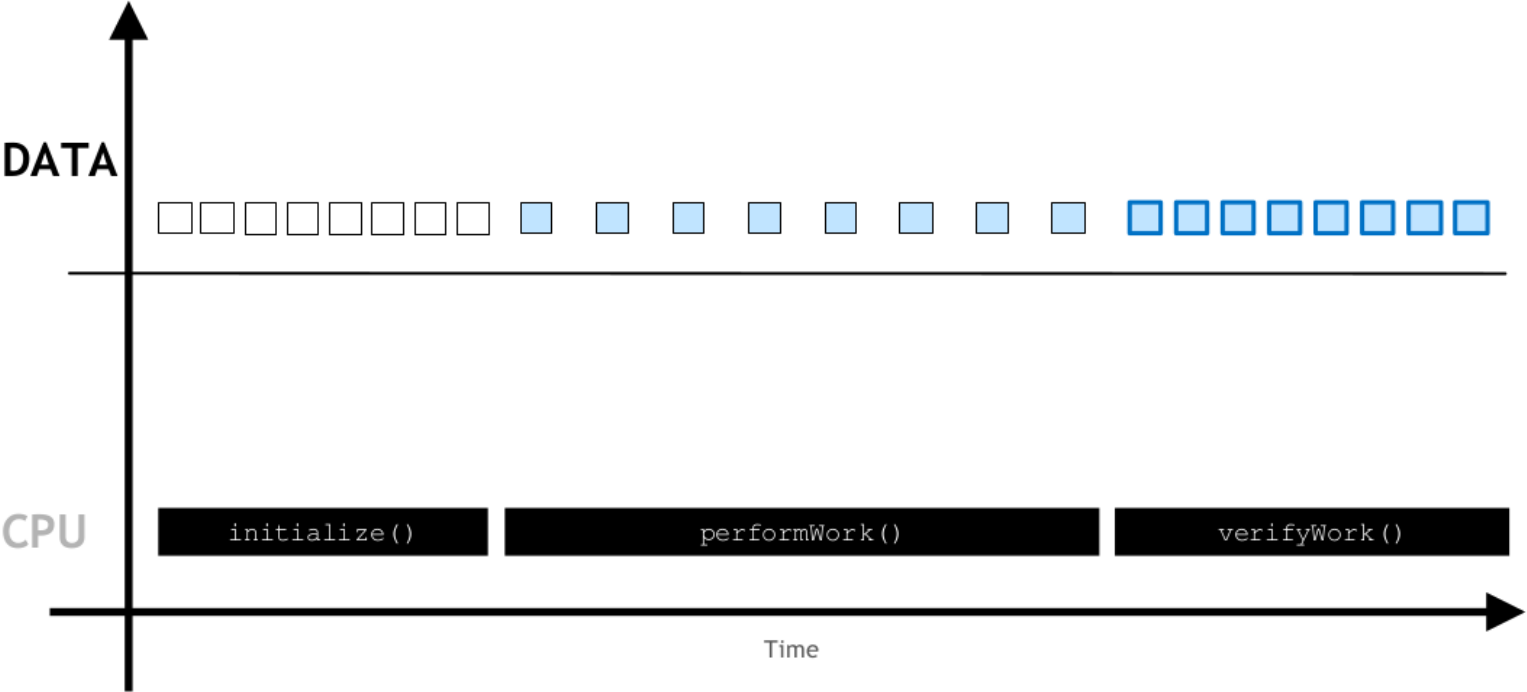 DATA
CPU
initialize()
performWork()
verifyWork()
Time